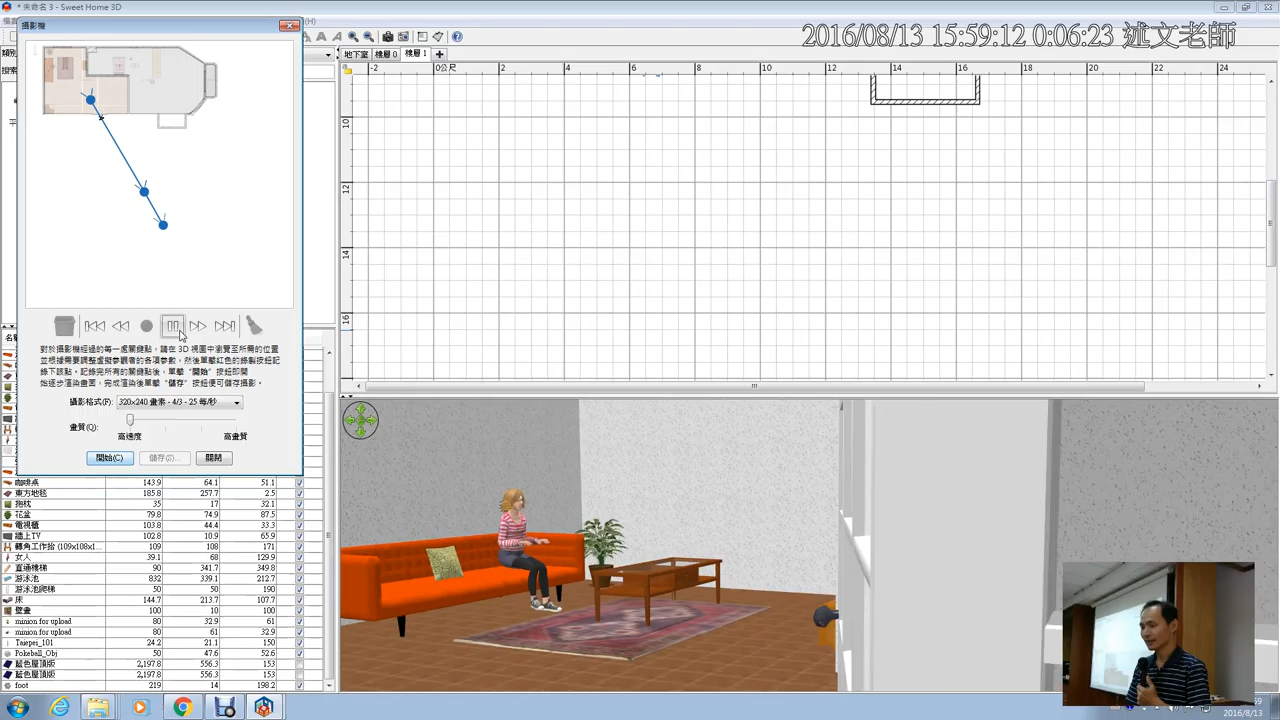 * 未命名 3 - Sweet Home 3D
攝影機
(H)
2016/08/13 15:59:12 0:06:23 述文老師
地下室 樓層 0 樓層 1
-2 0公尺 2 4 6 8 10 12 14 16 18 20 22 24
10
12
14
16
對於攝影機經過的每一處關鍵點，請在 3D 視圖中瀏覽至所需的位置
並根據需要調整虛擬參觀者的各項參數，然後單擊紅色的錄製按鈕記
錄下該點。記錄完所有的關鍵點後，單擊 "開始" 按鈕即開
始逐步渲染畫面，完成渲染後單擊 "儲存" 按鈕便可儲存攝影。
攝影格式(F): 320x240 畫素 - 4/3 - 25 每/秒
畫質(Q):
高速度 高畫質
開始(C) 儲存(S)... 關閉
咖啡桌 143.9 64.1 51.1
東方地毯 185.8 257.7 2.5
抱枕 35 17 32.1
花盆 79.8 74.9 87.5
電視櫃 103.8 44.4 33.3
牆上TV 102.8 10.9 65.9
轉角工作抬 (109x108x1... 109 108 171
女人 39.1 68 129.9
直通樓梯 90 341.7 349.8
游泳池 832 339.1 212.7
游泳池爬梯 190
床 144.7 213.7 107.7
壁畫 100 10 100
minion for upload 80 32.9 61
minion for upload 80 61 32.9
Taiepei_101 24.2 21.1 150
Pokeball_Obj 50 47.6 52.6
藍色屋頂版 2,197.8 556.3 153
藍色屋頂版 2,197.8 556.3 153
foot 219 14 198.2
2016/8/13